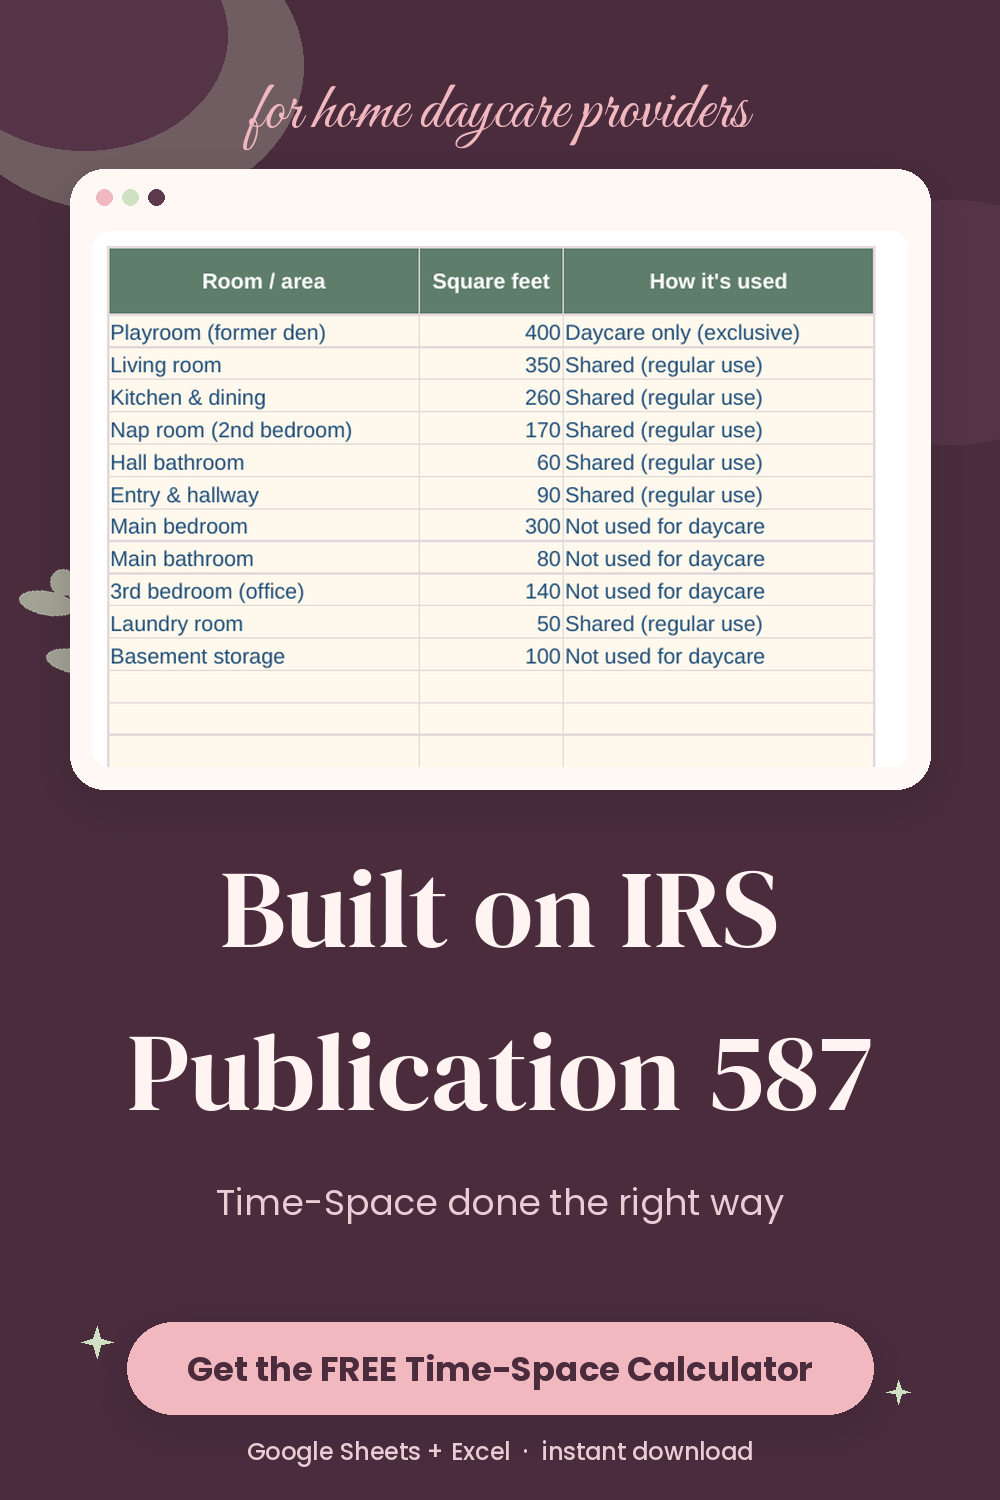 for home daycare providers
Room / area Square feet How it's used
Playroom (former den) 400 Daycare only (exclusive)
Living room 350 Shared (regular use)
Kitchen & dining 260 Shared (regular use)
Nap room (2nd bedroom) 170 Shared (regular use)
Hall bathroom 60 Shared (regular use)
Entry & hallway 90 Shared (regular use)
Main bedroom 300 Not used for daycare
Main bathroom 80 Not used for daycare
3rd bedroom (office) 140 Not used for daycare
Laundry room 50 Shared (regular use)
Basement storage 100 Not used for daycare
Built on IRS
Publication 587
Time-Space done the right way
Get the FREE Time-Space Calculator
Google Sheets + Excel · instant download